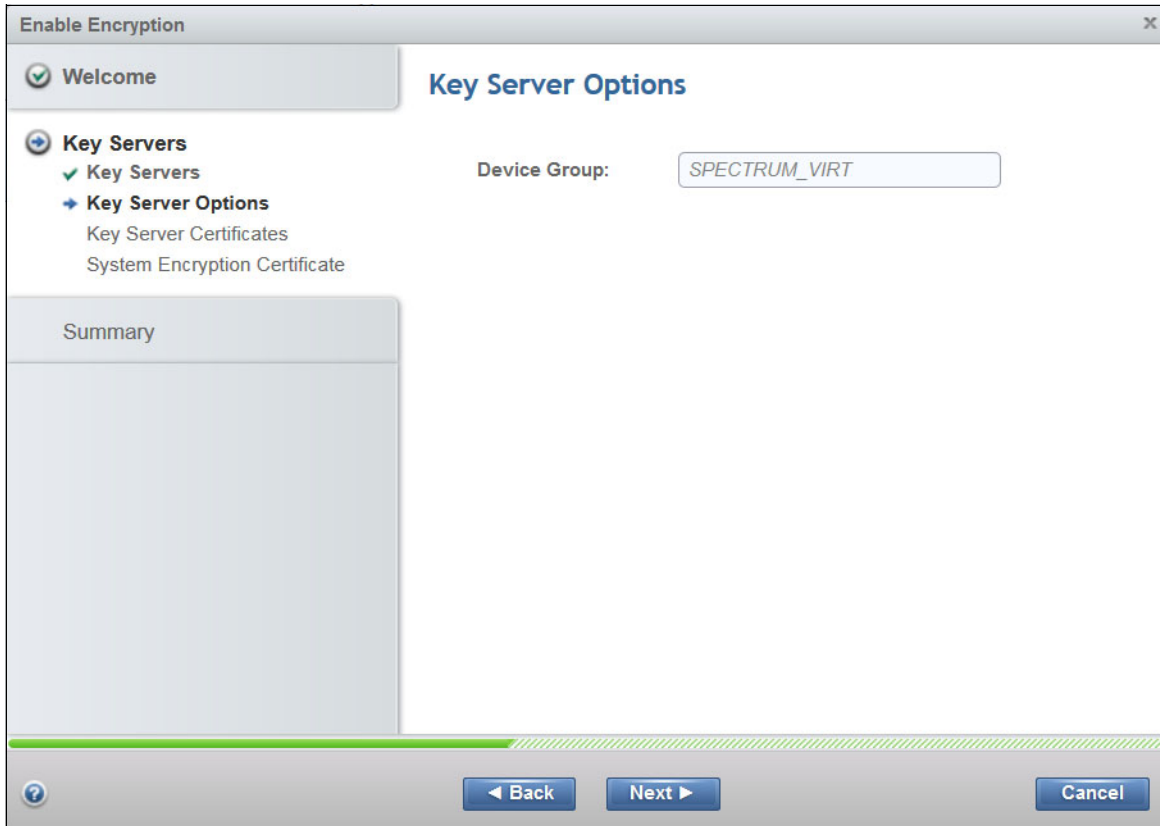 Enable Encryption
x
Welcome
Key Servers
Key Servers
Key Server Options
Key Server Certificates
System Encryption Certificate
Summary
Key Server Options
Device Group: SPECTRUM_VIRT
?
Back
Next
Cancel